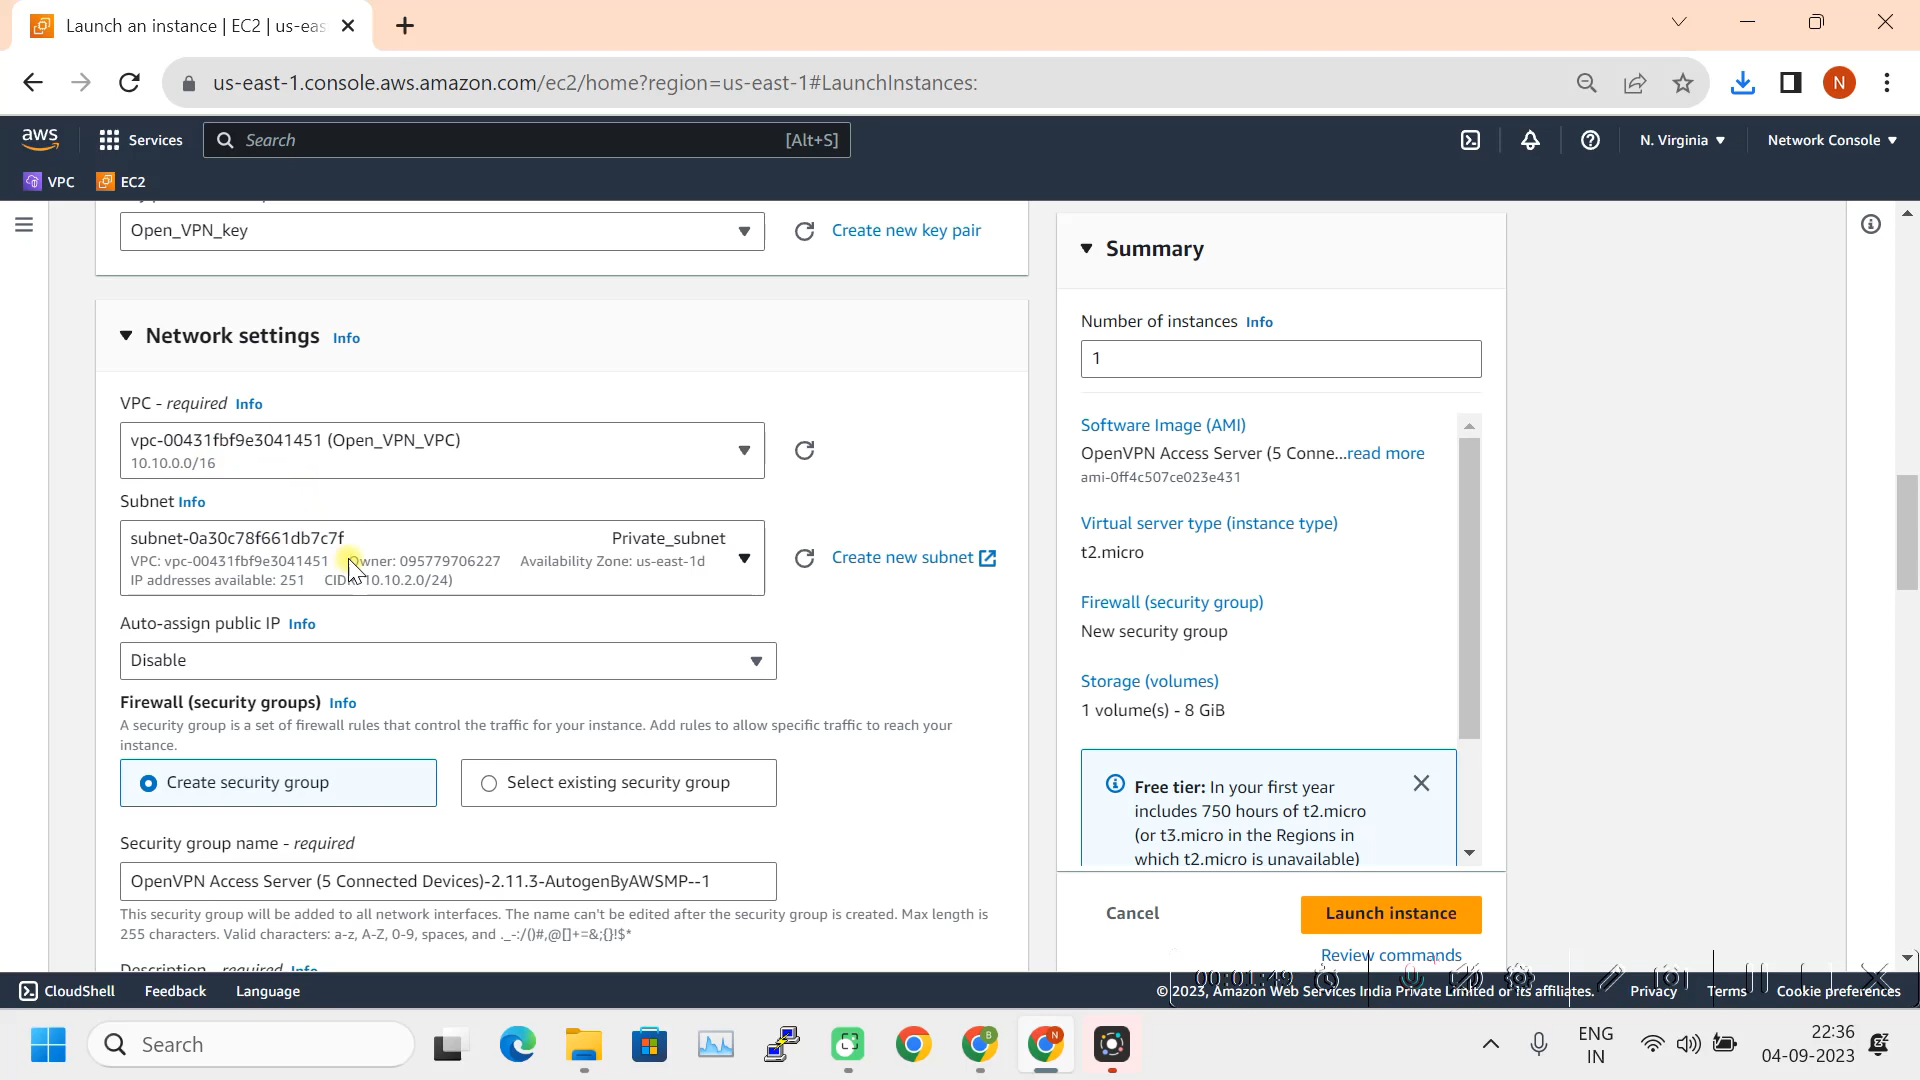 Launch an instance | EC2 | us-eas
us-east-1.console.aws.amazon.com/ec2/home?region=us-east-1#LaunchInstances:
N
aws
Services
Search
[Alt+S]
N. Virginia
Network Console
VPC
EC2
Open_VPN_key
Create new key pair
Network settings Info
VPC - required Info
vpc-00431fbf9e3041451 (Open_VPN_VPC)
10.10.0.0/16
Subnet Info
subnet-0a30c78f661db7c7f Private_subnet
VPC: vpc-00431fbf9e3041451 Owner: 095779706227 Availability Zone: us-east-1d
IP addresses available: 251 CID 10.10.2.0/24)
Create new subnet
Auto-assign public IP Info
Disable
Firewall (security groups) Info
A security group is a set of firewall rules that control the traffic for your instance. Add rules to allow specific traffic to reach your
instance.
Create security group
Select existing security group
Security group name - required
OpenVPN Access Server (5 Connected Devices)-2.11.3-AutogenByAWSMP--1
This security group will be added to all network interfaces. The name can't be edited after the security group is created. Max length is
255 characters. Valid characters: a-z, A-Z, 0-9, spaces, and ._-:/()#,@[]+=&;{}!$*
Description - required Info
Summary
Number of instances Info
1
Software Image (AMI)
OpenVPN Access Server (5 Conne...read more
ami-0ff4c507ce023e431
Virtual server type (instance type)
t2.micro
Firewall (security group)
New security group
Storage (volumes)
1 volume(s) - 8 GiB
Free tier: In your first year
includes 750 hours of t2.micro
(or t3.micro in the Regions in
which t2.micro is unavailable)
Cancel
Launch instance
Review commands
00:01:49
CloudShell
Feedback
Language
© 2023, Amazon Web Services India Private Limited or its affiliates.
Privacy
Terms
Cookie preferences
Search
B
N
ENG
IN
22:36
04-09-2023